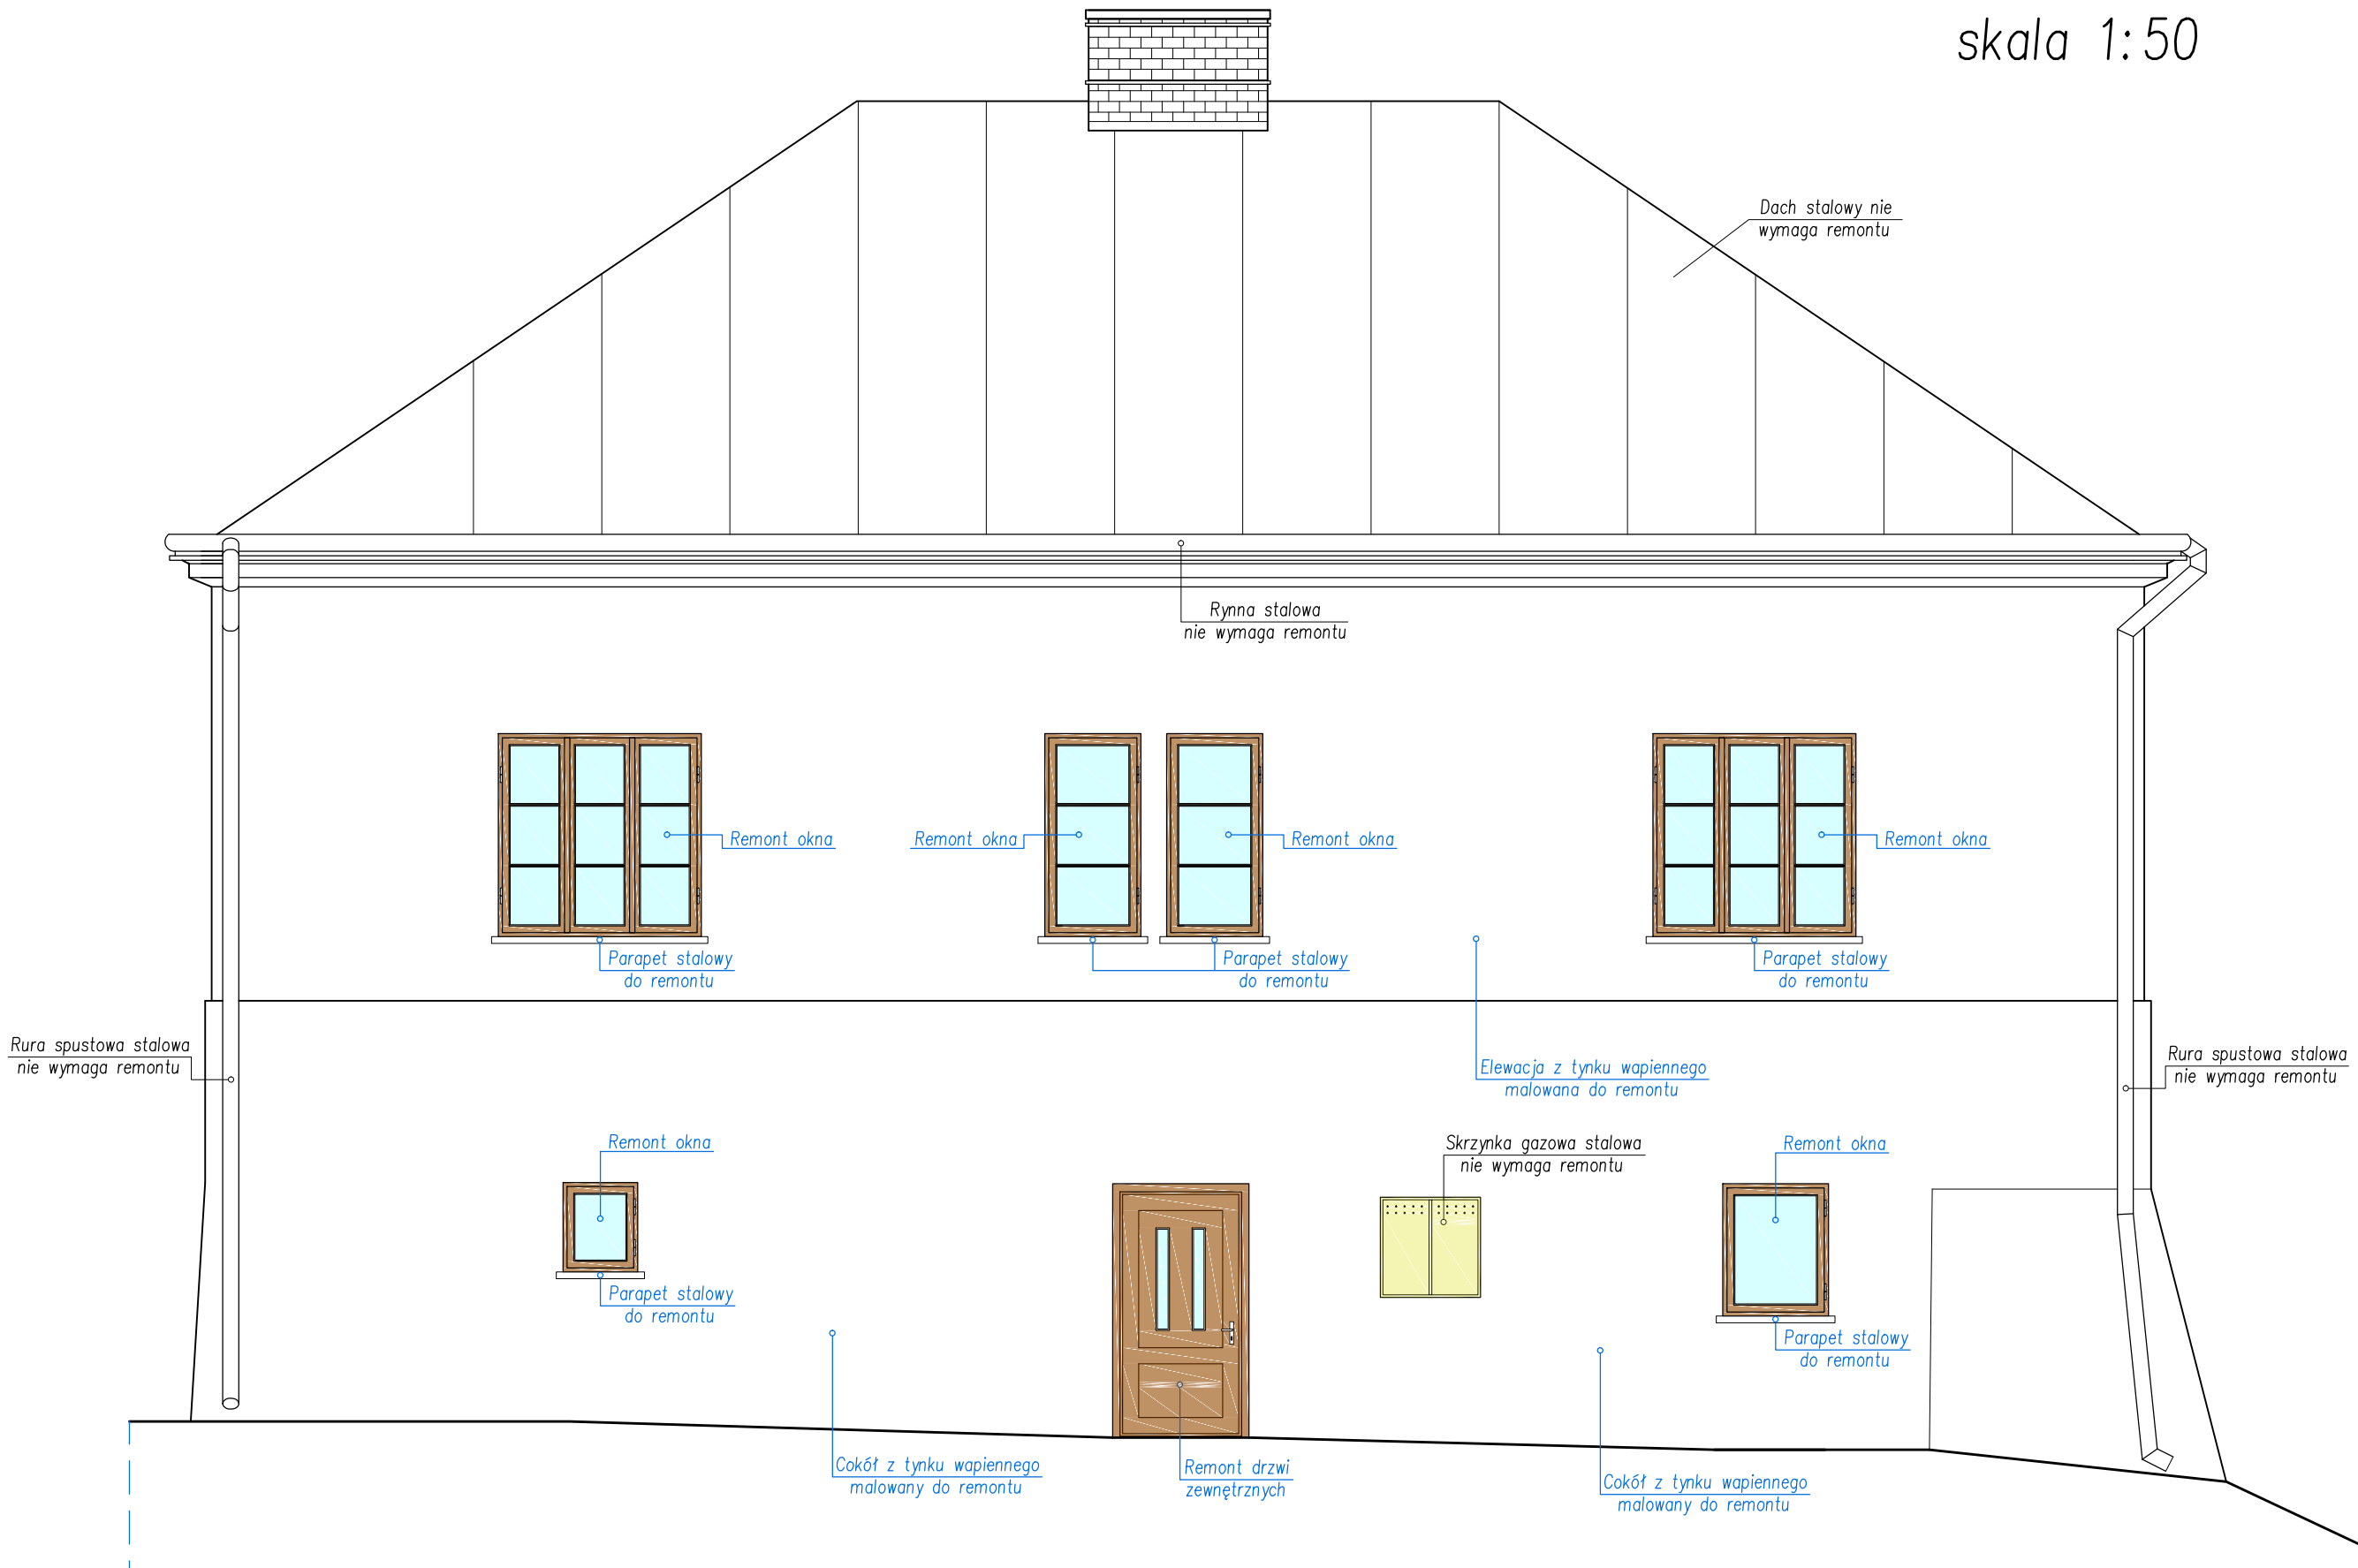 skala 1:50
Dach stalowy nie
wymaga remontu
Rynna stalowa
nie wymaga remontu
Remont okna
Remont okna
Remont okna
Remont okna
Parapet stalowy
do remontu
Parapet stalowy
do remontu
Parapet stalowy
do remontu
Rura spustowa stalowa
nie wymaga remontu
Elewacja z tynku wapiennego
malowana do remontu
Rura spustowa stalowa
nie wymaga remontu
Remont okna
Skrzynka gazowa stalowa
nie wymaga remontu
Remont okna
Parapet stalowy
do remontu
Parapet stalowy
do remontu
Cokół z tynku wapiennego
malowany do remontu
Remont drzwi
zewnętrznych
Cokół z tynku wapiennego
malowany do remontu